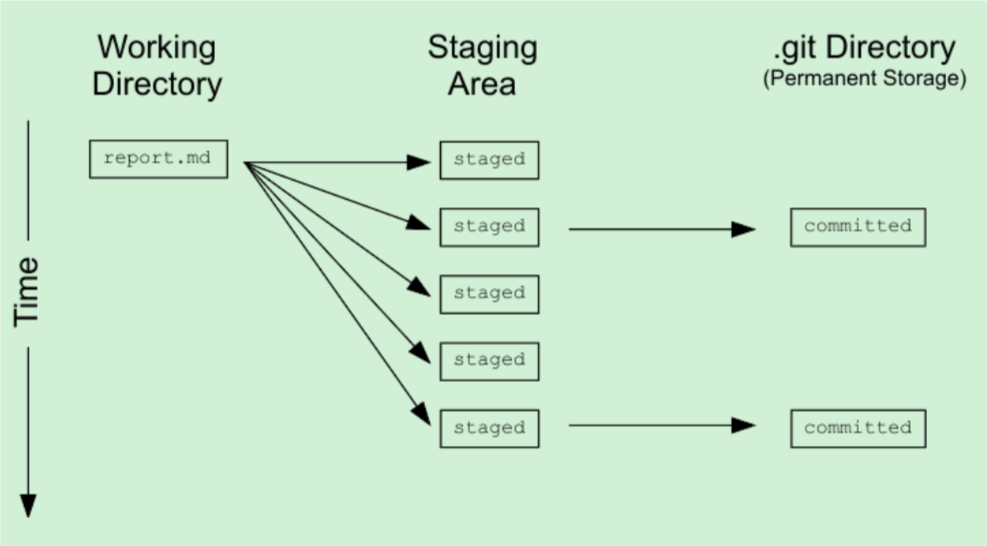 Working
Directory
Staging
Area
.git Directory
(Permanent Storage)
report.md
staged
staged
committed
staged
Time
staged
staged
committed